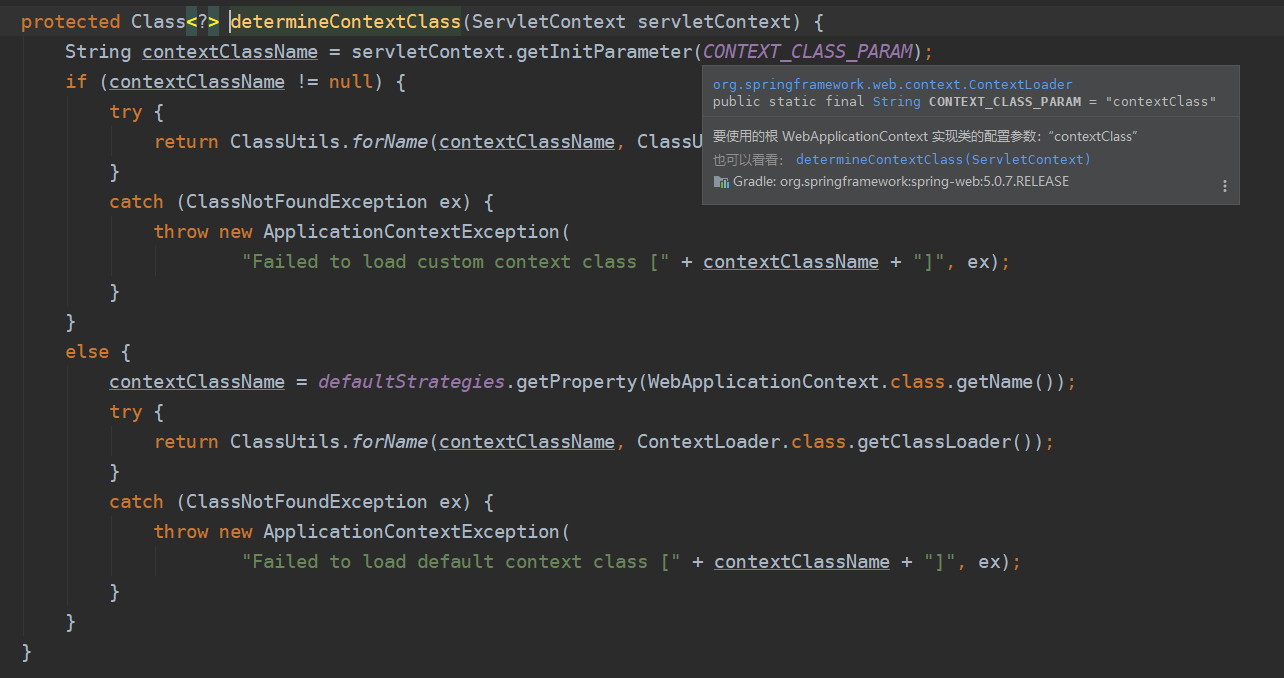 protected Class<?> determineContextClass(ServletContext servletContext) {
    String contextClassName = servletContext.getInitParameter(CONTEXT_CLASS_PARAM);
    if (contextClassName != null) {
        try {
            return ClassUtils.forName(contextClassName, ClassU
        }
        catch (ClassNotFoundException ex) {
            throw new ApplicationContextException(
                    "Failed to load custom context class [" + contextClassName + "]", ex);
        }
    }
    else {
        contextClassName = defaultStrategies.getProperty(WebApplicationContext.class.getName());
        try {
            return ClassUtils.forName(contextClassName, ContextLoader.class.getClassLoader());
        }
        catch (ClassNotFoundException ex) {
            throw new ApplicationContextException(
                    "Failed to load default context class [" + contextClassName + "]", ex);
        }
    }
}
org.springframework.web.context.ContextLoader
public static final String CONTEXT_CLASS_PARAM = "contextClass"
要使用的根 WebApplicationContext 实现类的配置参数：“contextClass”
也可以看看： determineContextClass(ServletContext)
Gradle: org.springframework:spring-web:5.0.7.RELEASE